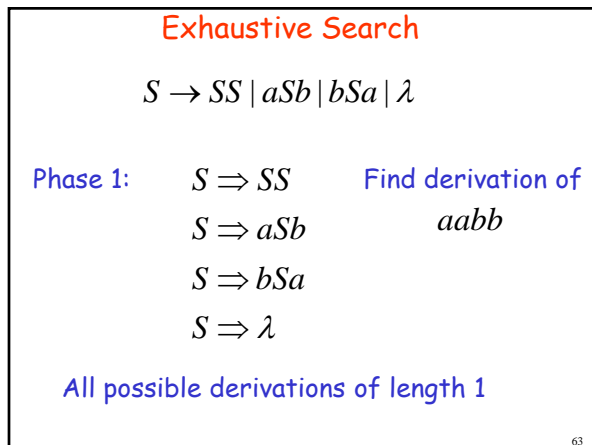 Exhaustive Search
S → SS | aSb | bSa | λ
Phase 1: S ⇒ SS Find derivation of
S ⇒ aSb aabb
S ⇒ bSa
S ⇒ λ
All possible derivations of length 1
63